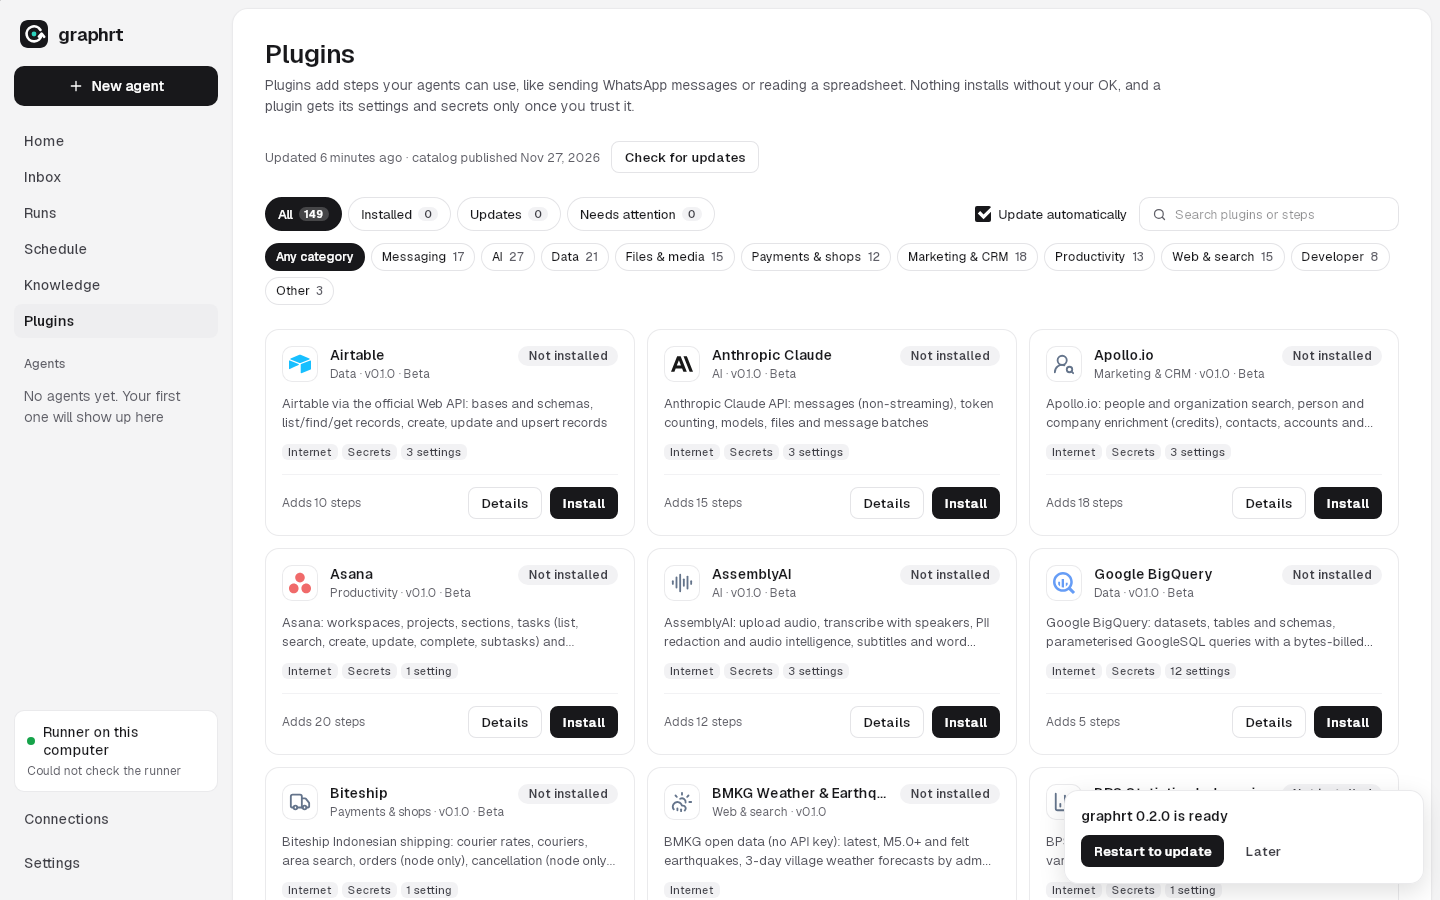 graphrt
New agent
Home
Inbox
Runs
Schedule
Knowledge
Plugins
Agents
No agents yet. Your first
one will show up here
Runner on this
computer
Could not check the runner
Connections
Settings
Plugins
Plugins add steps your agents can use, like sending WhatsApp messages or reading a spreadsheet. Nothing installs without your OK, and a
plugin gets its settings and secrets only once you trust it.
Updated 6 minutes ago · catalog published Nov 27, 2026 Check for updates
All 149 Installed 0 Updates 0 Needs attention 0 Update automatically Search plugins or steps
Any category Messaging 17 AI 27 Data 21 Files & media 15 Payments & shops 12 Marketing & CRM 18 Productivity 13 Web & search 15 Developer 8
Other 3
Airtable Not installed
Data · v0.1.0 · Beta
Airtable via the official Web API: bases and schemas,
list/find/get records, create, update and upsert records
Internet Secrets 3 settings
Adds 10 steps Details Install
Anthropic Claude Not installed
AI · v0.1.0 · Beta
Anthropic Claude API: messages (non-streaming), token
counting, models, files and message batches
Internet Secrets 3 settings
Adds 15 steps Details Install
Apollo.io Not installed
Marketing & CRM · v0.1.0 · Beta
Apollo.io: people and organization search, person and
company enrichment (credits), contacts, accounts and...
Internet Secrets 3 settings
Adds 18 steps Details Install
Asana Not installed
Productivity · v0.1.0 · Beta
Asana: workspaces, projects, sections, tasks (list,
search, create, update, complete, subtasks) and...
Internet Secrets 1 setting
Adds 20 steps Details Install
AssemblyAI Not installed
AI · v0.1.0 · Beta
AssemblyAI: upload audio, transcribe with speakers, PII
redaction and audio intelligence, subtitles and word...
Internet Secrets 3 settings
Adds 12 steps Details Install
Google BigQuery Not installed
Data · v0.1.0 · Beta
Google BigQuery: datasets, tables and schemas,
parameterised GoogleSQL queries with a bytes-billed...
Internet Secrets 12 settings
Adds 5 steps Details Install
Biteship Not installed
Payments & shops · v0.1.0 · Beta
Biteship Indonesian shipping: courier rates, couriers,
area search, orders (node only), cancellation (node only...
Internet Secrets 1 setting
BMKG Weather & Earthq... Not installed
Web & search · v0.1.0
BMKG open data (no API key): latest, M5.0+ and felt
earthquakes, 3-day village weather forecasts by adm...
Internet
Internet Secrets 1 setting
graphrt 0.2.0 is ready
Restart to update Later